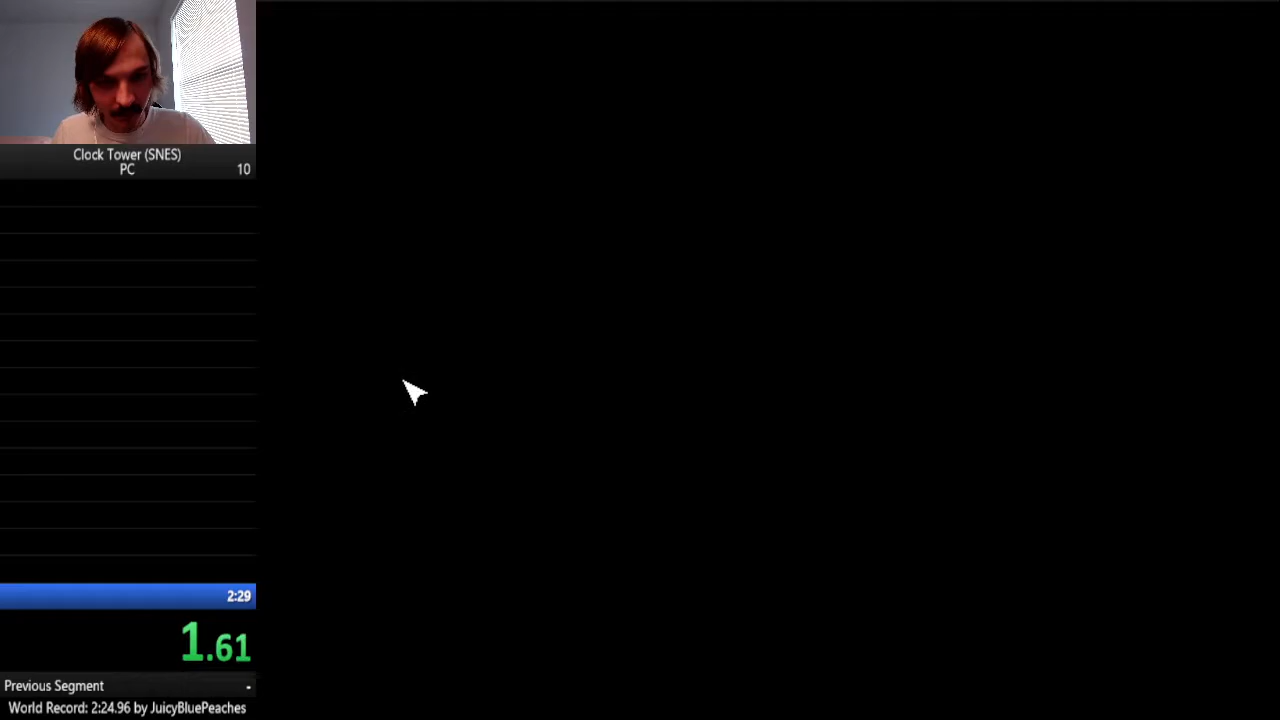 Clock Tower (SNES)
PC 10
2:29
1.61
Previous Segment -
World Record: 2:24.96 by JuicyBluePeaches